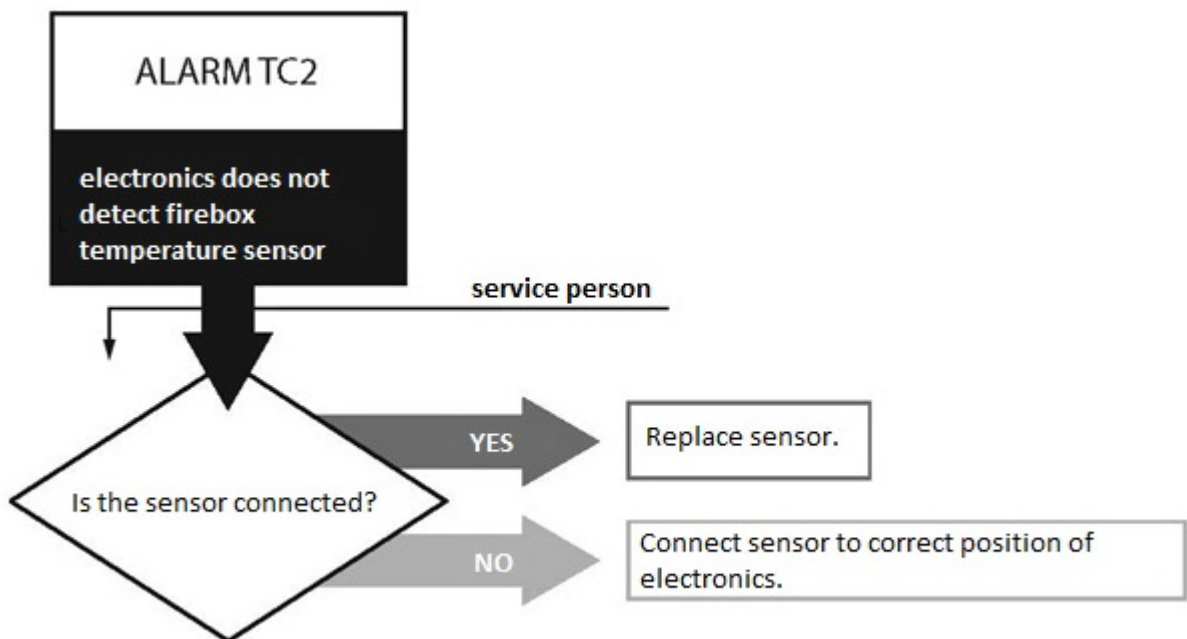 ALARM TC2
electronics does not
detect firebox
temperature sensor
service person
Is the sensor connected?
YES
Replace sensor.
NO
Connect sensor to correct position of
electronics.